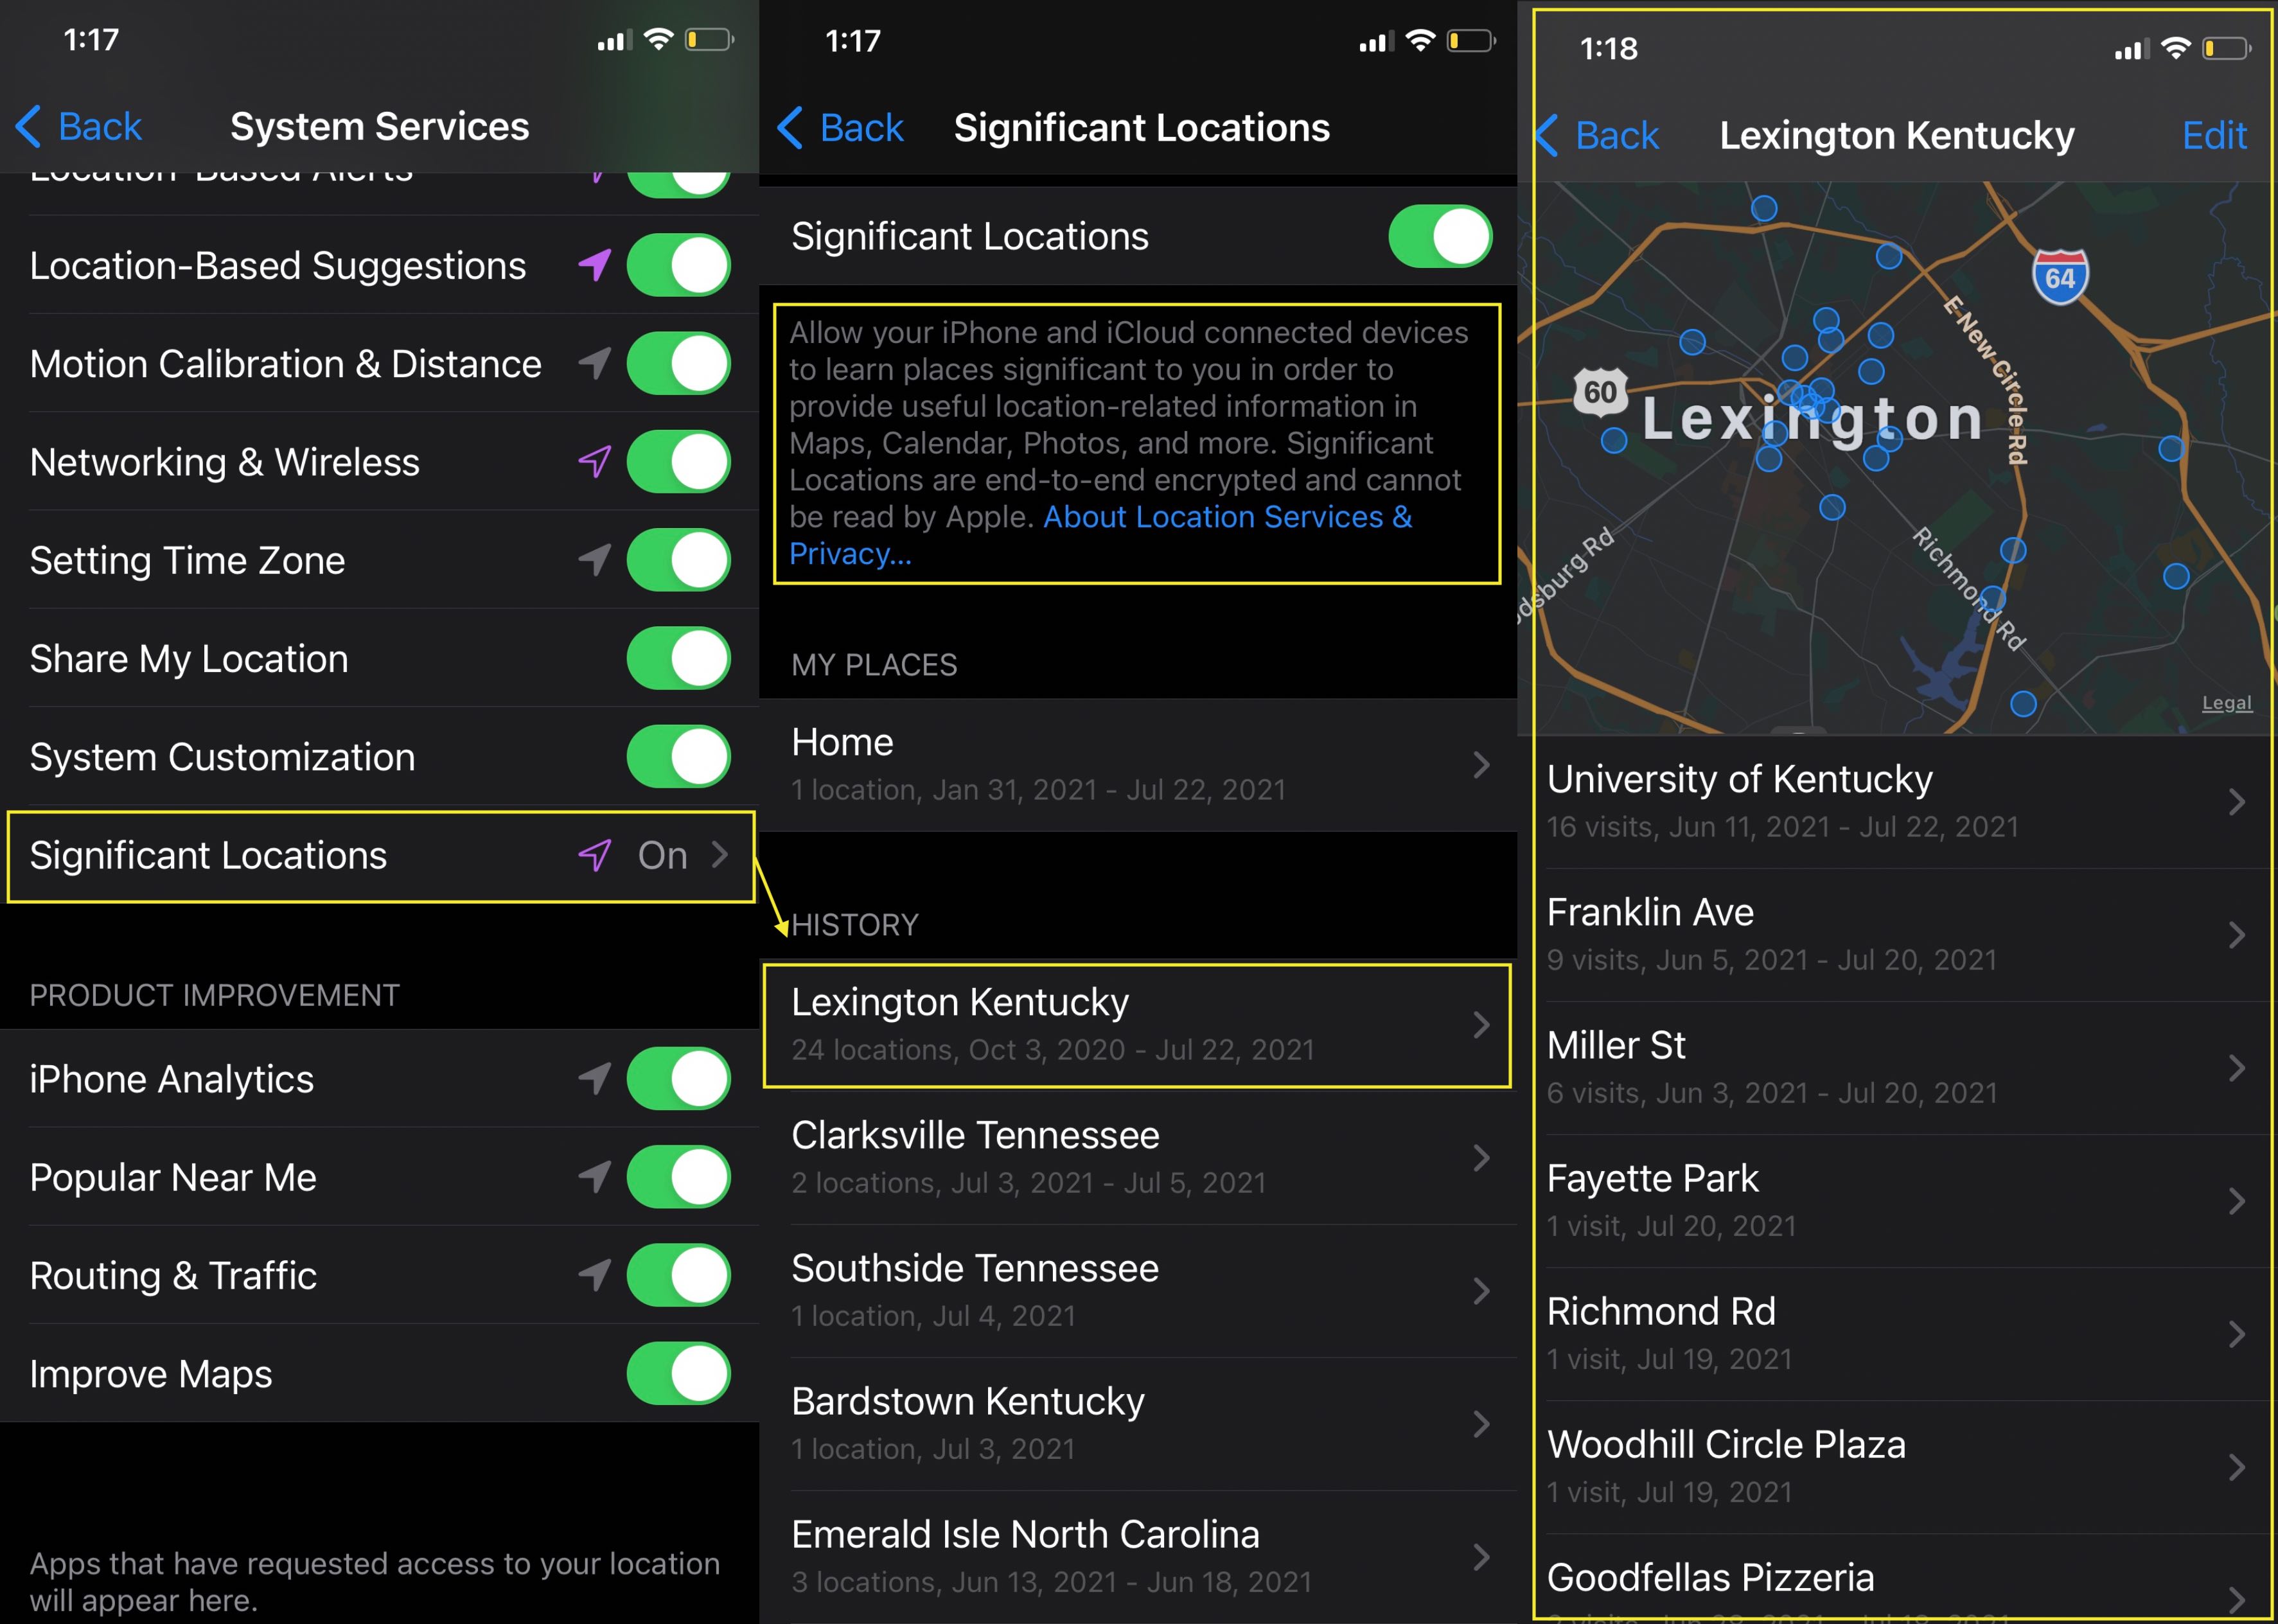 1:17
Back
System Services
Location-Based Alerts
Location-Based Suggestions
Motion Calibration & Distance
Networking & Wireless
Setting Time Zone
Share My Location
System Customization
Significant Locations On
PRODUCT IMPROVEMENT
iPhone Analytics
Popular Near Me
Routing & Traffic
Improve Maps
Apps that have requested access to your location
will appear here.
1:17
Back
Significant Locations
Significant Locations
Allow your iPhone and iCloud connected devices
to learn places significant to you in order to
provide useful location-related information in
Maps, Calendar, Photos, and more. Significant
Locations are end-to-end encrypted and cannot
be read by Apple. About Location Services &
Privacy...
MY PLACES
Home
1 location, Jan 31, 2021 - Jul 22, 2021
HISTORY
Lexington Kentucky
24 locations, Oct 3, 2020 - Jul 22, 2021
Clarksville Tennessee
2 locations, Jul 3, 2021 - Jul 5, 2021
Southside Tennessee
1 location, Jul 4, 2021
Bardstown Kentucky
1 location, Jul 3, 2021
Emerald Isle North Carolina
3 locations, Jun 13, 2021 - Jun 18, 2021
1:18
Back
Lexington Kentucky
Edit
64
E New Circle Rd
60
Lexington
dsburg Rd
Richmond Rd
Legal
University of Kentucky
16 visits, Jun 11, 2021 - Jul 22, 2021
Franklin Ave
9 visits, Jun 5, 2021 - Jul 20, 2021
Miller St
6 visits, Jun 3, 2021 - Jul 20, 2021
Fayette Park
1 visit, Jul 20, 2021
Richmond Rd
1 visit, Jul 19, 2021
Woodhill Circle Plaza
1 visit, Jul 19, 2021
Goodfellas Pizzeria